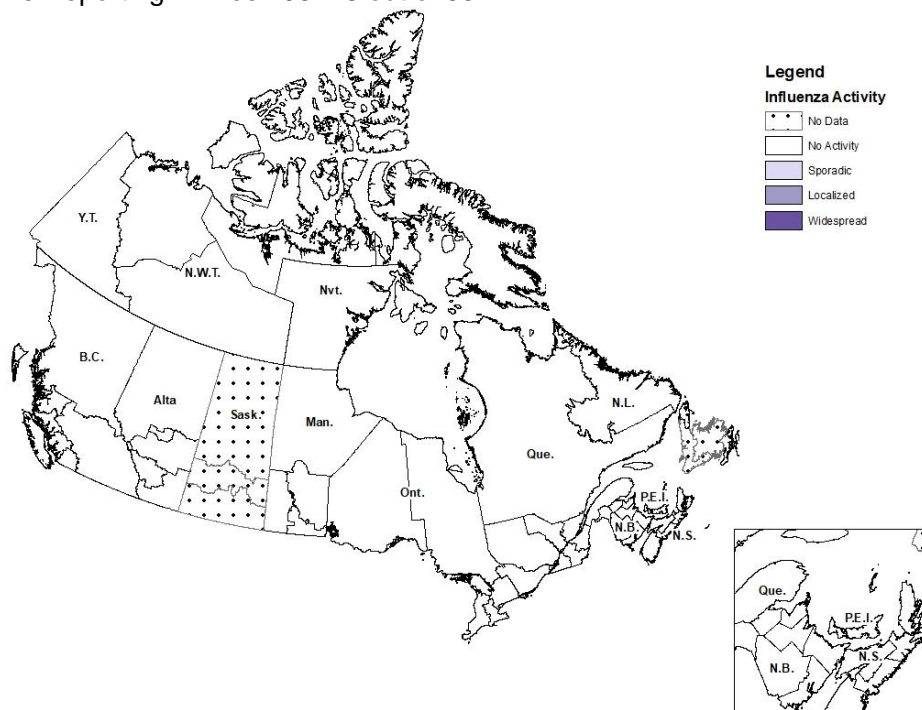 Legend
Influenza Activity
No Data
No Activity
Sporadic
Localized
Widespread
Y.T.
N.W.T.
Nvt.
B.C.
Alta
Sask.
Man.
Ont.
Que.
N.L.
P.E.I.
N.B.
N.S.
Que.
P.E.I.
N.S.
N.B.